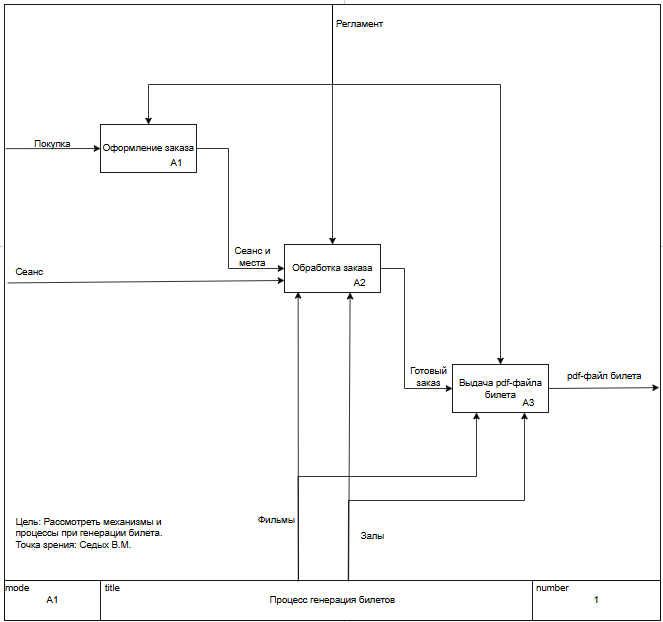 Регламент
Покупка
Оформление заказа
A1
Сеанс и
места
Сеанс
Обработка заказа
A2
Готовый
заказ
Выдача pdf-файла
билета
A3
pdf-файл билета
Фильмы
Залы
Цель: Рассмотреть механизмы и
процессы при генерации билета.
Точка зрения: Седых В.М.
mode
A1
title
Процесс генерация билетов
number
1